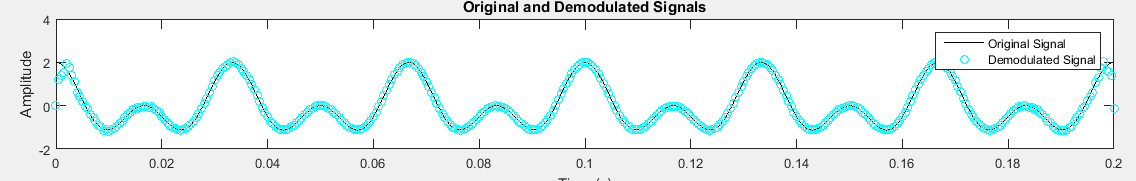 Original and Demodulated Signals
Amplitude
4
2
0
-2
Original Signal
Demodulated Signal
0 0.02 0.04 0.06 0.08 0.1 0.12 0.14 0.16 0.18 0.2